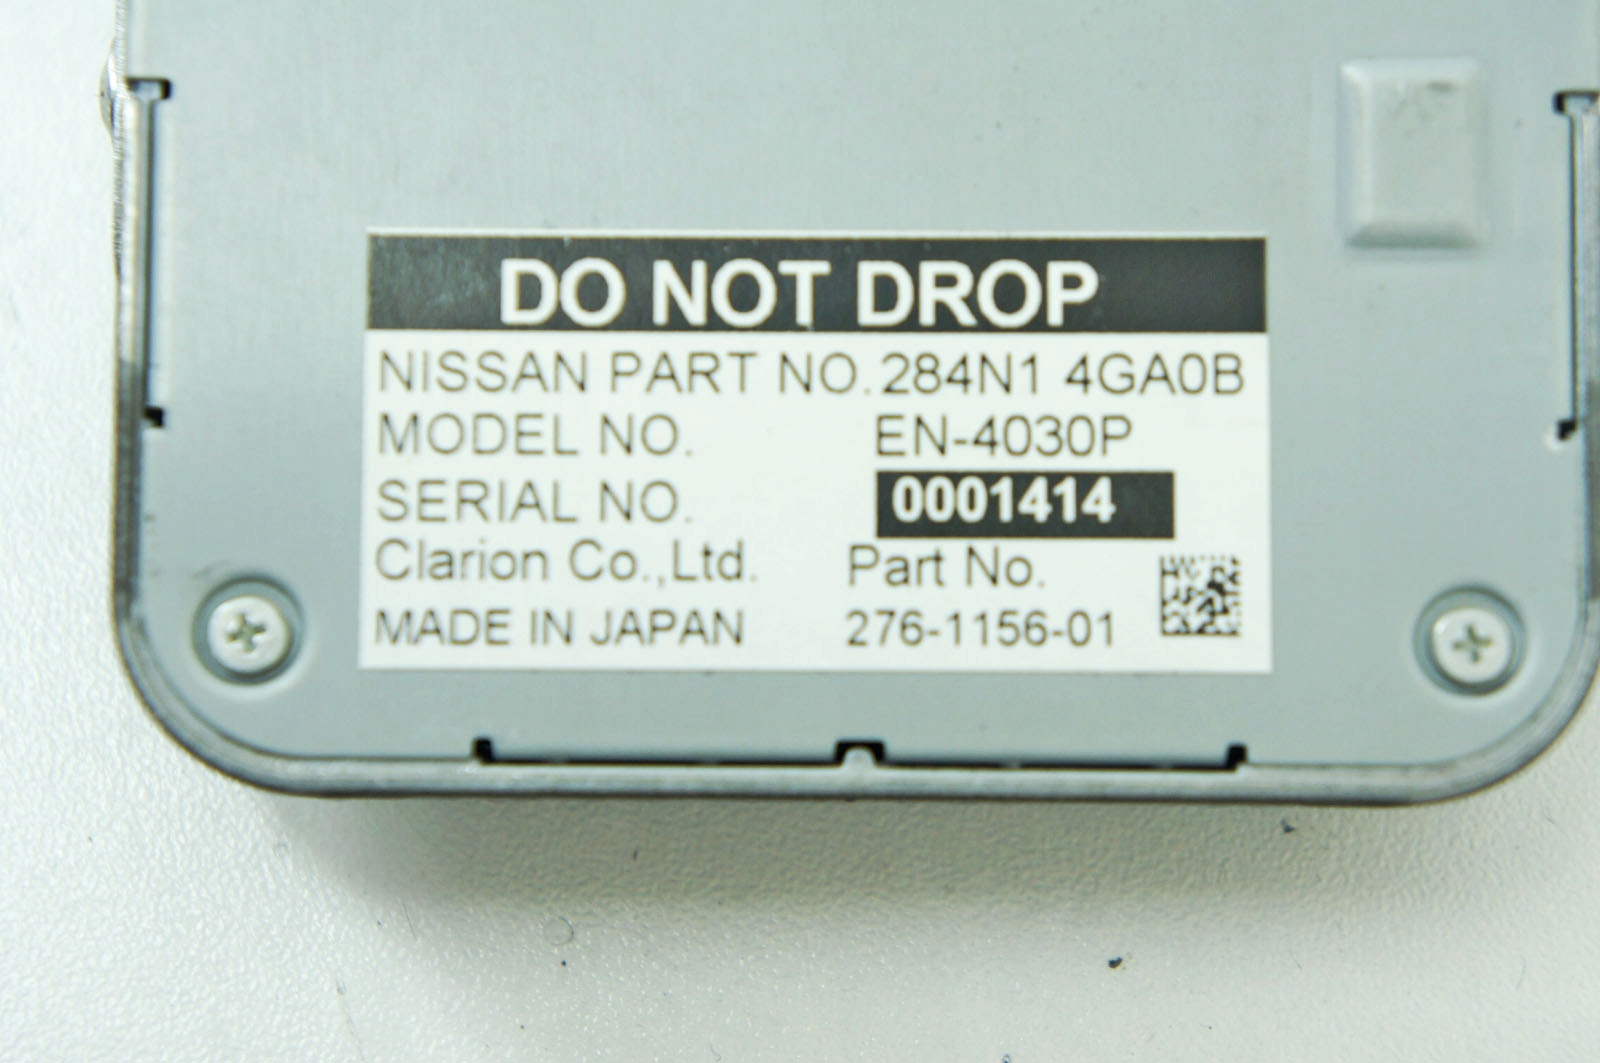 DO NOT DROP
NISSAN PART NO. 284N1 4GA0B
MODEL NO. EN-4030P
SERIAL NO. 0001414
Clarion Co.,Ltd. Part No.
MADE IN JAPAN 276-1156-01